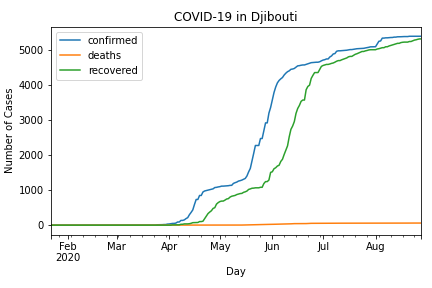 COVID-19 in Djibouti
confirmed
deaths
recovered
Number of Cases
5000
4000
3000
2000
1000
0
Feb Mar Apr May Jun Jul Aug
2020
Day